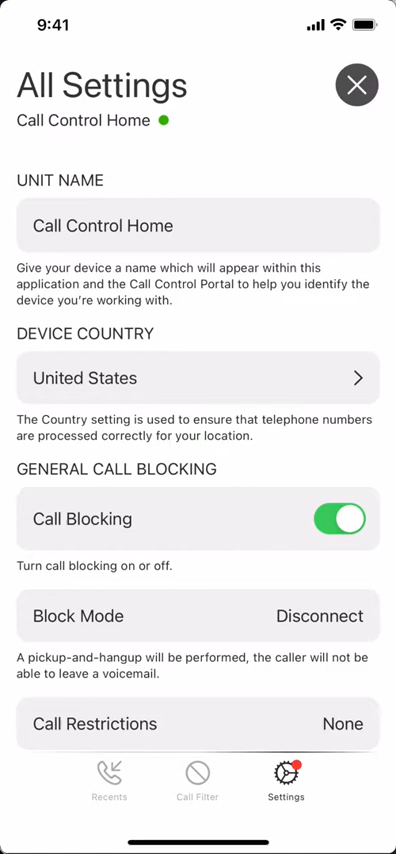 9:41
All Settings
Call Control Home
UNIT NAME
Call Control Home
Give your device a name which will appear within this
application and the Call Control Portal to help you identify the
device you're working with.
DEVICE COUNTRY
United States
The Country setting is used to ensure that telephone numbers
are processed correctly for your location.
GENERAL CALL BLOCKING
Call Blocking
Turn call blocking on or off.
Block Mode Disconnect
A pickup-and-hangup will be performed, the caller will not be
able to leave a voicemail.
Call Restrictions None
Recents Call Filter Settings